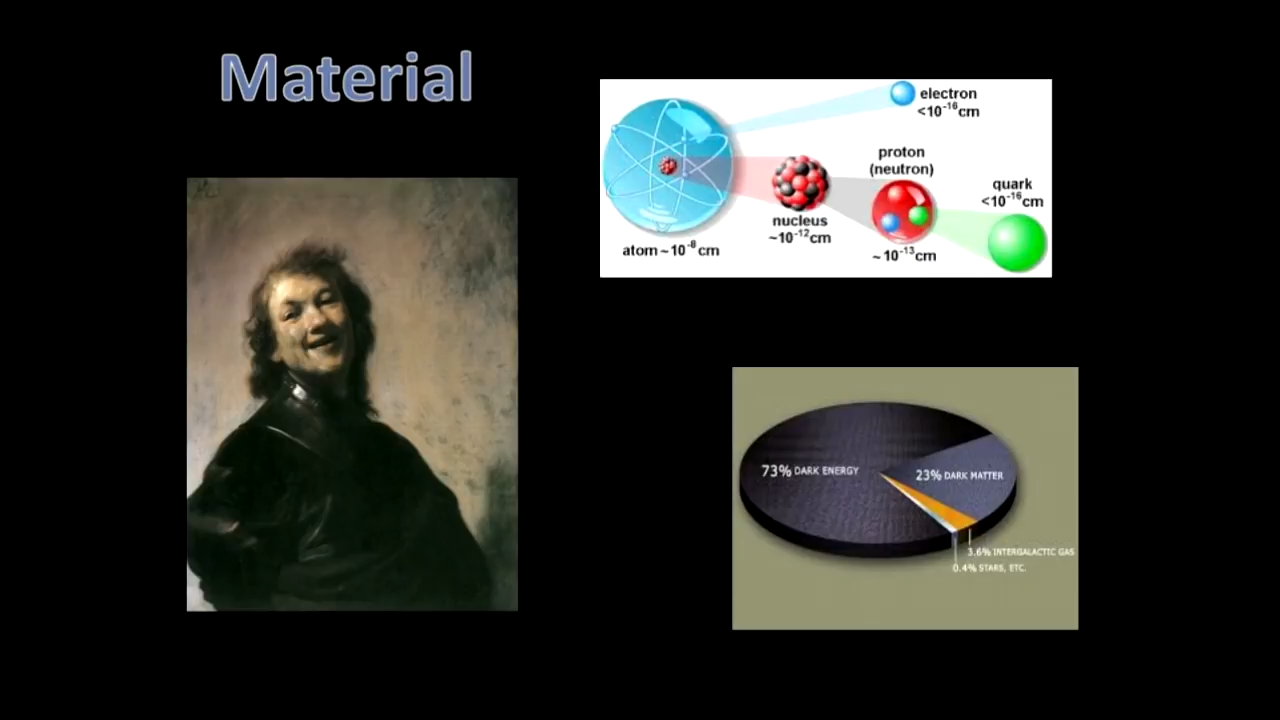 Material
electron
<10⁻¹⁶cm
proton
(neutron)
quark
<10⁻¹⁶cm
nucleus
~10⁻¹²cm
atom~10⁻⁸cm
~10⁻¹³cm
73% DARK ENERGY
23% DARK MATTER
3.6% INTERGALACTIC GAS
0.4% STARS, ETC.